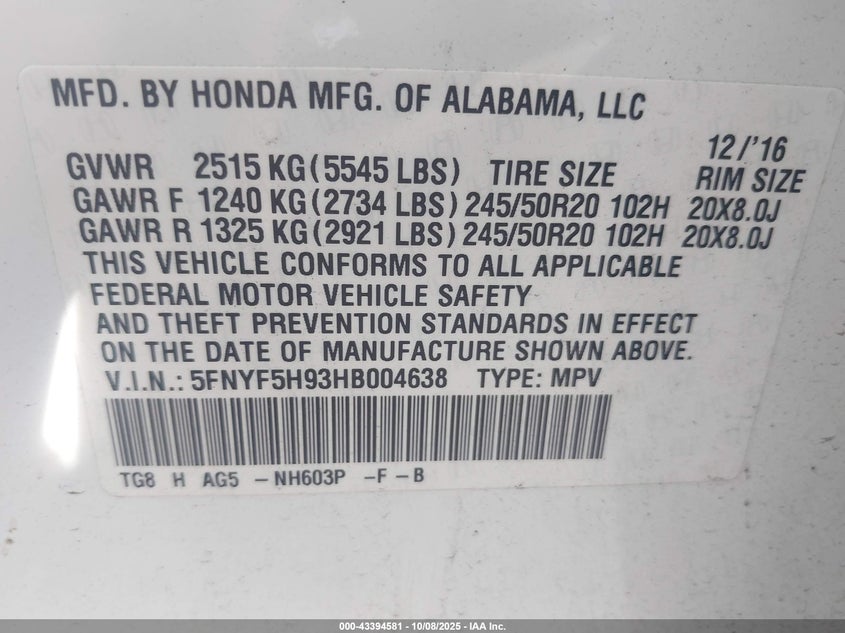 MFD. BY HONDA MFG. OF ALABAMA, LLC
12/'16
GVWR 2515 KG (5545 LBS) TIRE SIZE RIM SIZE
GAWR F 1240 KG (2734 LBS) 245/50R20 102H 20X8.0J
GAWR R 1325 KG (2921 LBS) 245/50R20 102H 20X8.0J
THIS VEHICLE CONFORMS TO ALL APPLICABLE
FEDERAL MOTOR VEHICLE SAFETY
AND THEFT PREVENTION STANDARDS IN EFFECT
ON THE DATE OF MANUFACTURE SHOWN ABOVE.
V.I.N.: 5FNYF5H93HB004638 TYPE: MPV
TG8 H AG5 – NH603P –F – B
000-43394581 - 10/08/2025 - IAA Inc.